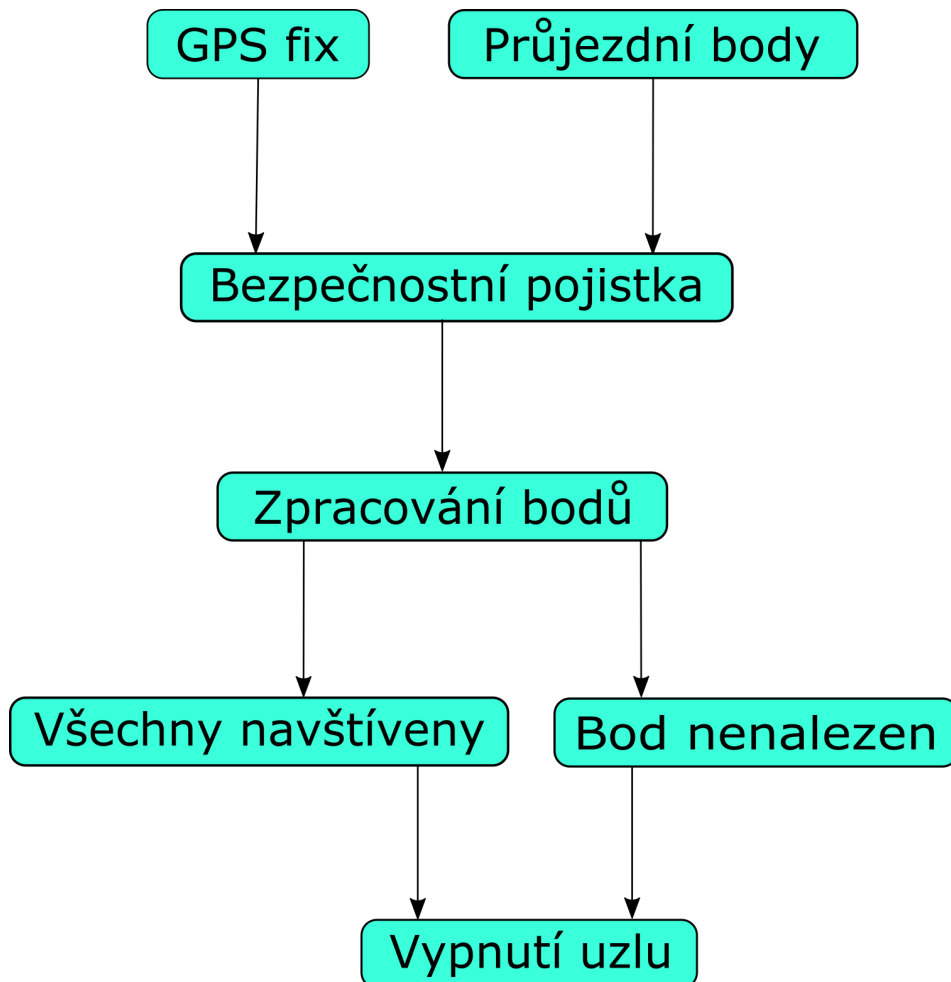 GPS fix
Průjezdní body
Bezpečnostní pojistka
Zpracování bodů
Všechny navštíveny
Bod nenalezen
Vypnutí uzlu